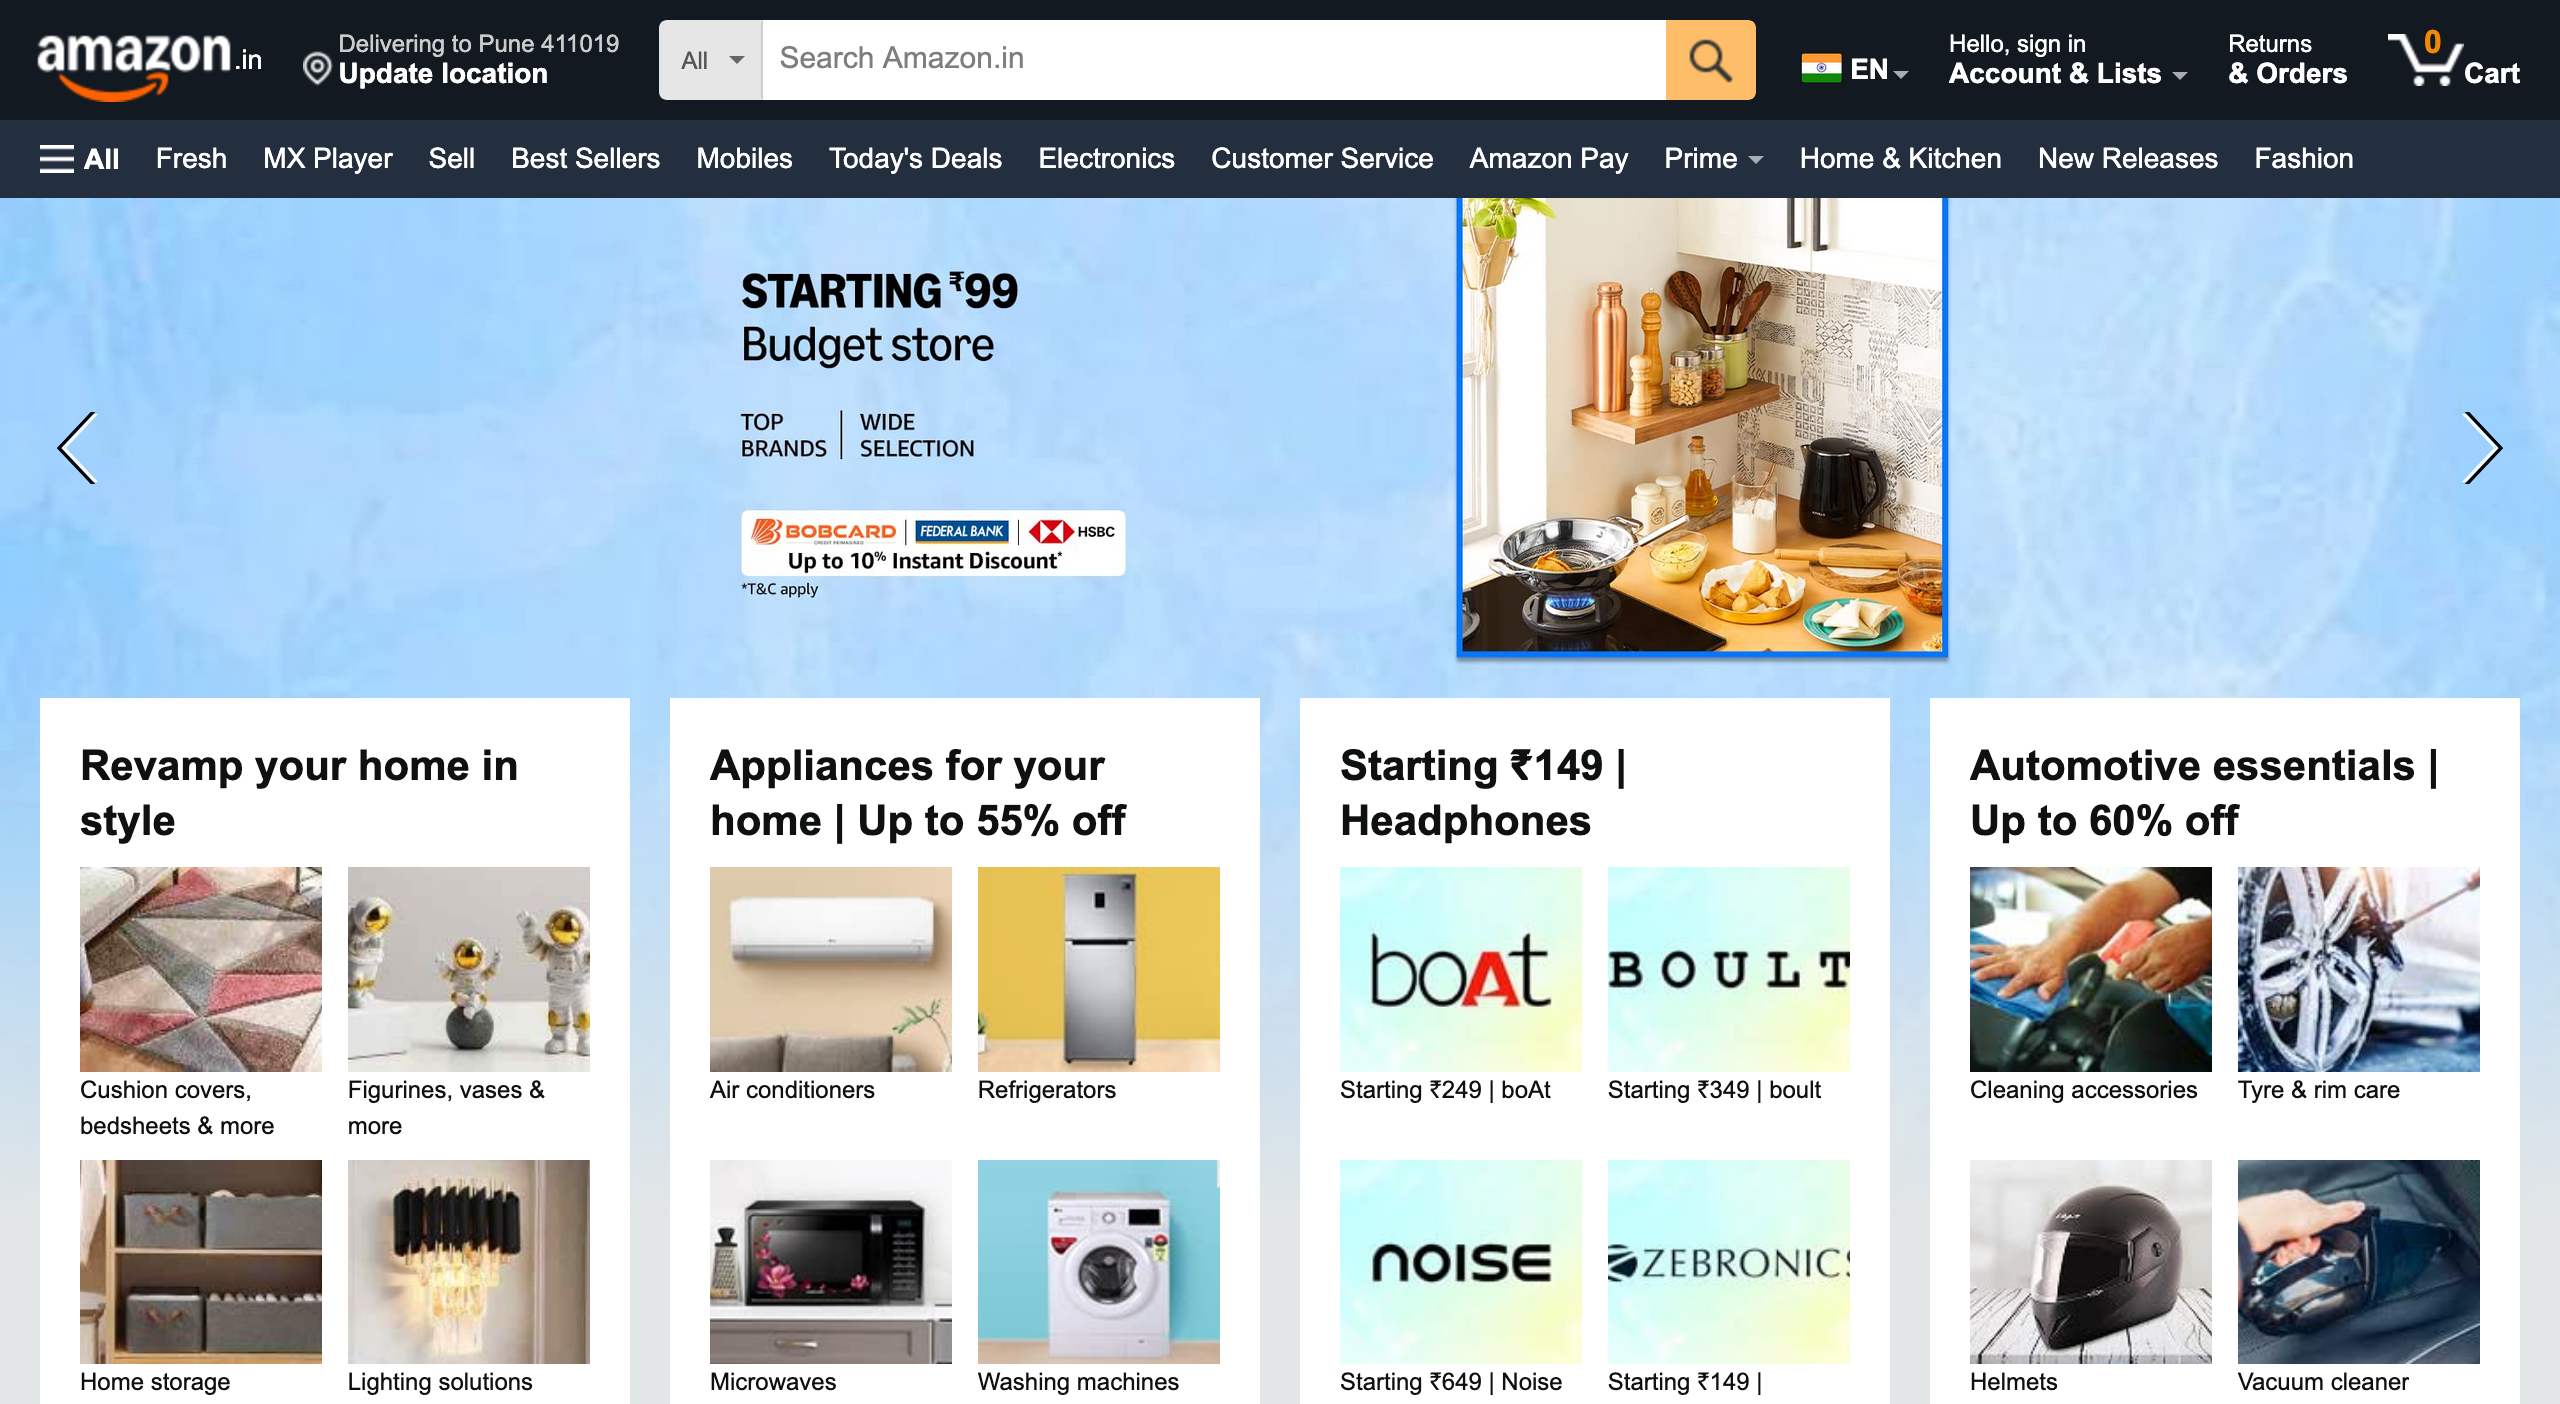 amazon.in
Delivering to Pune 411019
Update location
All
Search Amazon.in
EN
Hello, sign in
Account & Lists
Returns
& Orders
0
Cart
All
Fresh
MX Player
Sell
Best Sellers
Mobiles
Today's Deals
Electronics
Customer Service
Amazon Pay
Prime
Home & Kitchen
New Releases
Fashion
STARTING ₹99
Budget store
TOP
BRANDS
WIDE
SELECTION
BOBCARD
CREDIT REIMAGINED
FEDERAL BANK
HSBC
Up to 10% Instant Discount*
*T&C apply
Revamp your home in
style
Cushion covers,
bedsheets & more
Figurines, vases &
more
Home storage
Lighting solutions
Appliances for your
home | Up to 55% off
Air conditioners
Refrigerators
Microwaves
Washing machines
Starting ₹149 |
Headphones
boAt
Starting ₹249 | boAt
BOULT
Starting ₹349 | boult
noise
Starting ₹649 | Noise
ZEBRONICS
Starting ₹149 |
Automotive essentials |
Up to 60% off
Cleaning accessories
Tyre & rim care
Helmets
Vacuum cleaner